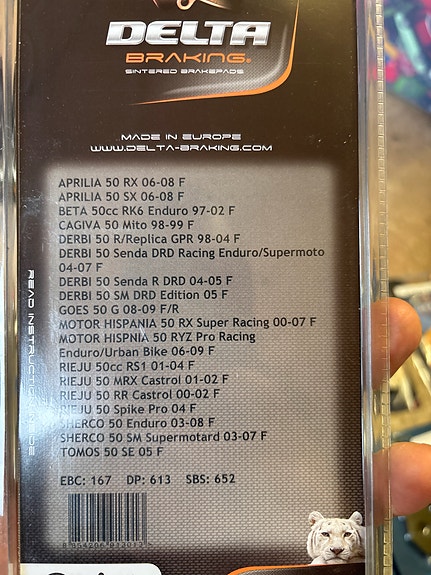 DELTA
BRAKING®
SINTERED BRAKEPADS
MADE IN EUROPE
WWW.DELTA-BRAKING.COM
APRILIA 50 RX 06-08 F
APRILIA 50 SX 06-08 F
BETA 50cc RK6 Enduro 97-02 F
CAGIVA 50 Mito 98-99 F
DERBI 50 R/Replica GPR 98-04 F
DERBI 50 Senda DRD Racing Enduro/Supermoto
04-07 F
DERBI 50 Senda R DRD 04-05 F
DERBI 50 SM DRD Edition 05 F
GOES 50 G 08-09 F/R
MOTOR HISPANIA 50 RX Super Racing 00-07 F
MOTOR HISPNIA 50 RYZ Pro Racing
Enduro/Urban Bike 06-09 F
RIEJU 50cc RS1 01-04 F
RIEJU 50 MRX Castrol 01-02 F
RIEJU 50 RR Castrol 00-02 F
RIEJU 50 Spike Pro 04 F
SHERCO 50 Enduro 03-08 F
SHERCO 50 SM Supermotard 03-07 F
TOMOS 50 SE 05 F
EBC: 167 DP: 613 SBS: 652
READ INSTRUCTIONS